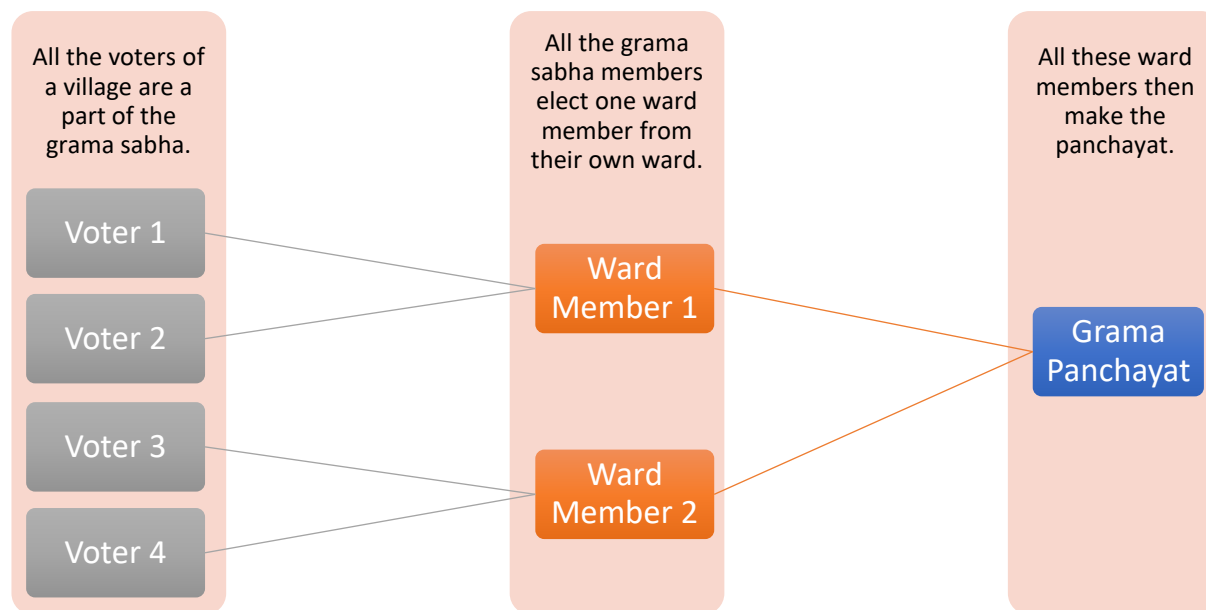 All the voters of
a village are a
part of the
grama sabha.
Voter 1
Voter 2
Voter 3
Voter 4
All the grama
sabha members
elect one ward
member from
their own ward.
Ward
Member 1
Ward
Member 2
All these ward
members then
make the
panchayat.
Grama
Panchayat